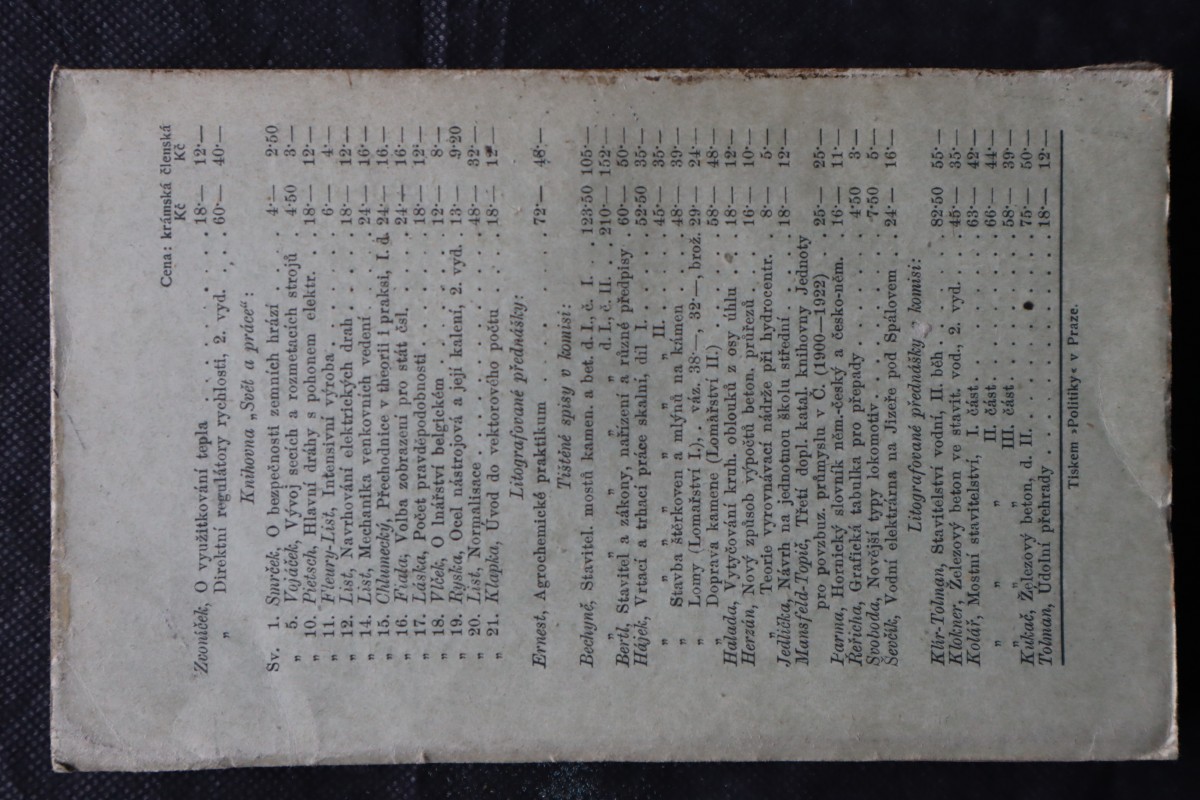 Cena: krámská členská
Kč Kč
Zvoníček, O využitkování tepla . . . . . . 18·— 12·—
„ Direktní regulátory rychlosti, 2. vyd. . . . 60·— 40·—
Knihovna „Svět a práce“:
Sv. 1. Smrček, O bezpečnosti zemních hrází . . . 4·— 2·50
„ 5. Vojáček, Vývoj secích a rozmetacích strojů 4·50 3·—
„ 10. Pietsch, Hlavní dráhy s pohonem elektr. . 18·— 12·—
„ 11. Fleury-List, Intensivní výroba . . . . . 6·— 4·—
„ 12. List, Navrhování elektrických drah . . . 18·— 12·—
„ 14. List, Mechanika venkovních vedení . . . 24·— 16·—
„ 15. Chlumecký, Přechodnice v theorii i praksi, I. d. 24·— 16·—
„ 16. Fiala, Volba zobrazení pro stát čsl. . . . 24·— 16·—
„ 17. Láska, Počet pravděpodobnosti . . . . . 18·— 12·—
„ 18. Vlček, O lnářství belgickém . . . . . . 12·— 8·—
„ 19. Ryska, Ocel nástrojová a její kalení, 2. vyd. 13·— 9·20
„ 20. List, Normalisace . . . . . . . . . 48·— 32·—
„ 21. Klapka, Úvod do vektorového počtu . . . 18·— 12·—
Litografované přednášky:
Ernest, Agrochemické praktikum . . . . . . 72·— 48·—
Tištěné spisy v komisi:
Bechyně, Stavitel. mostů kamen. a bet. d. I., č. I. . 123·50 105·—
„ „ „ „ „ d. I., č. II. . 210·— 152·—
Bertl, Stavitel a zákony, nařízení a různé předpisy . 60·— 50·—
Hájek, Vrtací a trhací práce skalní, díl I. . . . . 52·50 35·—
„ „ „ „ „ „ II. . . . . 45·— 35·—
„ Stavba štěrkoven a mlýnů na kámen . . . 48·— 39·—
„ Lomy (Lomařství I.), . váz. 38·—, 32·—, brož. 29·— 24·—
„ Doprava kamene (Lomařství II.) . . . . . 58·— 48·—
Halada, Vytyčování kruh. oblouků z osy úhlu . . 18·— 12·—
Herzán, Nový způsob výpočtů beton. průřezů . . 16·— 10·—
„ Teorie vyrovnávací nádrže při hydrocentr. . 8·— 5·—
Jedlička, Návrh na jednotnou školu střední . . . 18·— 12·—
Mansfeld-Topič, Třetí dopl. katal. knihovny Jednoty
pro povzbuz. průmyslu v Č. (1900—1922) . . 25·— 25·—
Parma, Hornický slovník něm.-český a česko-něm. 16·— 11·—
Řeřicha, Grafická tabulka pro přepady . . . . 4·50 3·—
Svoboda, Novější typy lokomotiv . . . . . . 7·50 5·—
Ševčík, Vodní elektrárna na Jizeře pod Spálovem . 24·— 16·—
Litografované přednášky v komisi:
Klír-Tolman, Stavitelství vodní, II. běh . . . . . 82·50 55·—
Klokner, Železový beton ve stavit. vod., 2. vyd. . . 45·— 35·—
Kolář, Mostní stavitelství, I. část . . . . . . 63·— 42·—
„ „ „ II. část . . . . . . 66·— 44·—
„ „ „ III. část . . . . . . 58·— 39·—
Kukač, Železový beton, d. II. . . . . . . . . 75·— 50·—
Tolman, Údolní přehrady . . . . . . . . . 18·— 12·—
Tiskem »Politiky« v Praze.